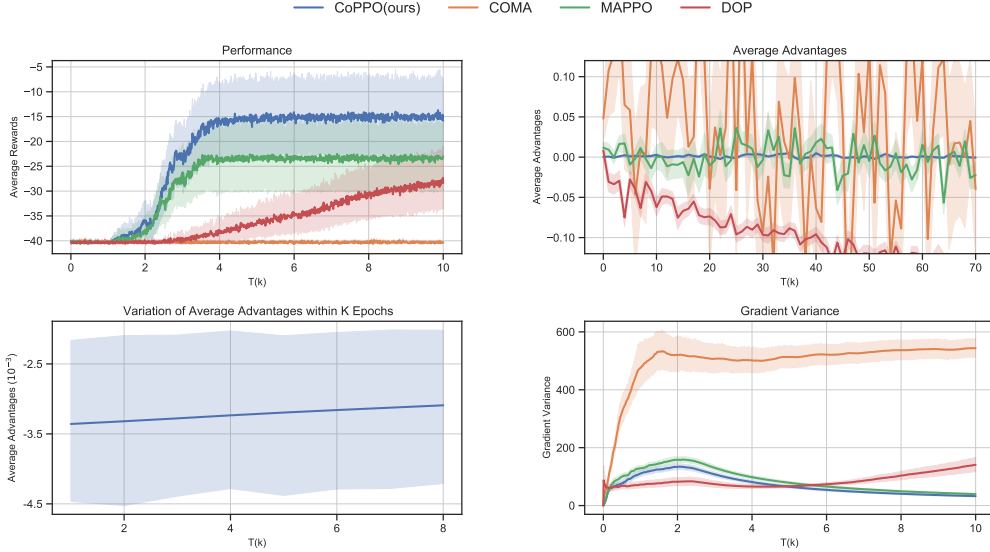 CoPPO(ours) COMA MAPPO DOP
Performance
Average Rewards
−5
−10
−15
−20
−25
−30
−35
−40
0 2 4 6 8 10
T(k)
Average Advantages
Average Advantages
0.10
0.05
0.00
−0.05
−0.10
0 10 20 30 40 50 60 70
T(k)
Variation of Average Advantages within K Epochs
Average Advantages (10⁻³)
-2.5
-3.5
-4.5
2 4 6 8
T(k)
Gradient Variance
Gradient Variance
600
400
200
0
0 2 4 6 8 10
T(k)